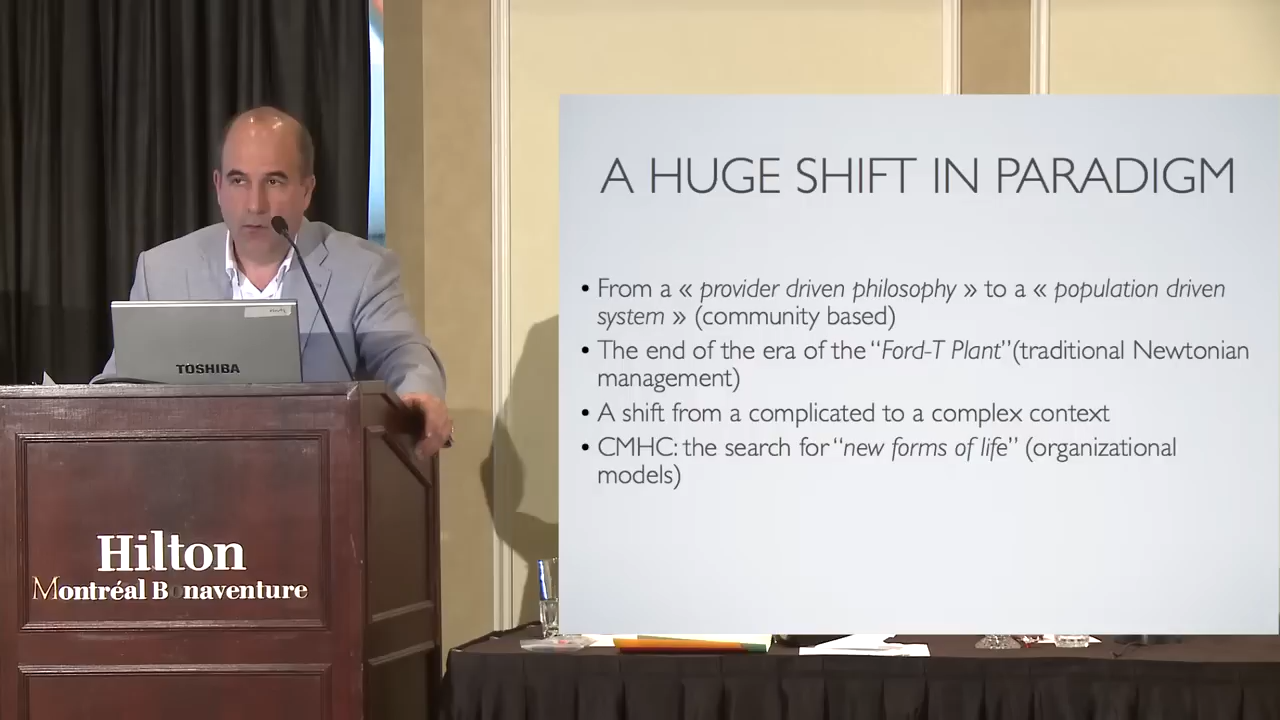 A HUGE SHIFT IN PARADIGM
• From a « provider driven philosophy » to a « population driven
system » (community based)
• The end of the era of the “Ford-T Plant”(traditional Newtonian
management)
• A shift from a complicated to a complex context
• CMHC: the search for “new forms of life” (organizational
models)
TOSHIBA
Hilton
Montréal Bonaventure